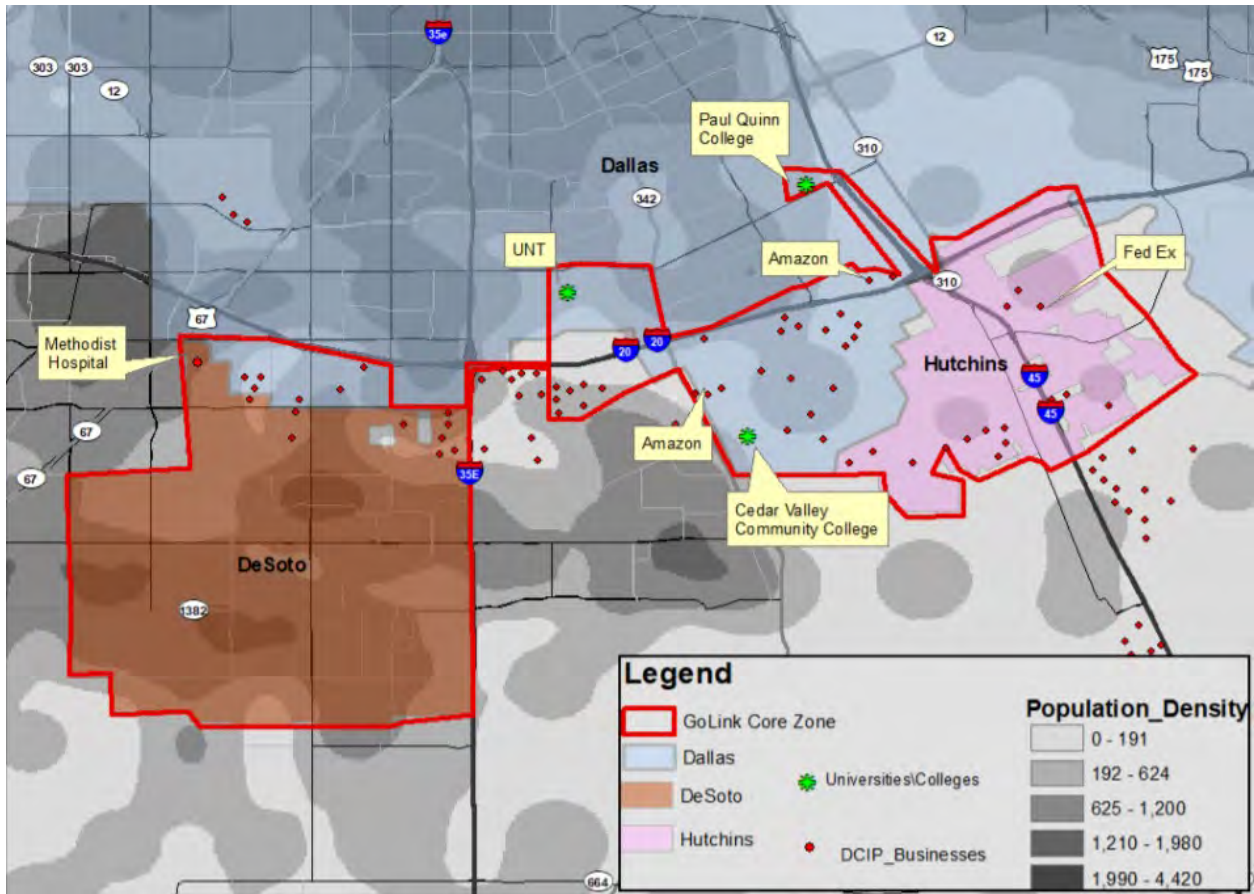 35e
12
303
303
12
175
175
Paul Quinn
College
310
Dallas
342
UNT
Amazon
Fed Ex
310
67
Methodist
Hospital
20
20
Hutchins
45
45
67
Amazon
67
35E
Cedar Valley
Community College
DeSoto
1382
Legend
GoLink Core Zone
Dallas
DeSoto
Hutchins
Universities\Colleges
DCIP_Businesses
Population_Density
0 - 191
192 - 624
625 - 1,200
1,210 - 1,980
1,990 - 4,420
664